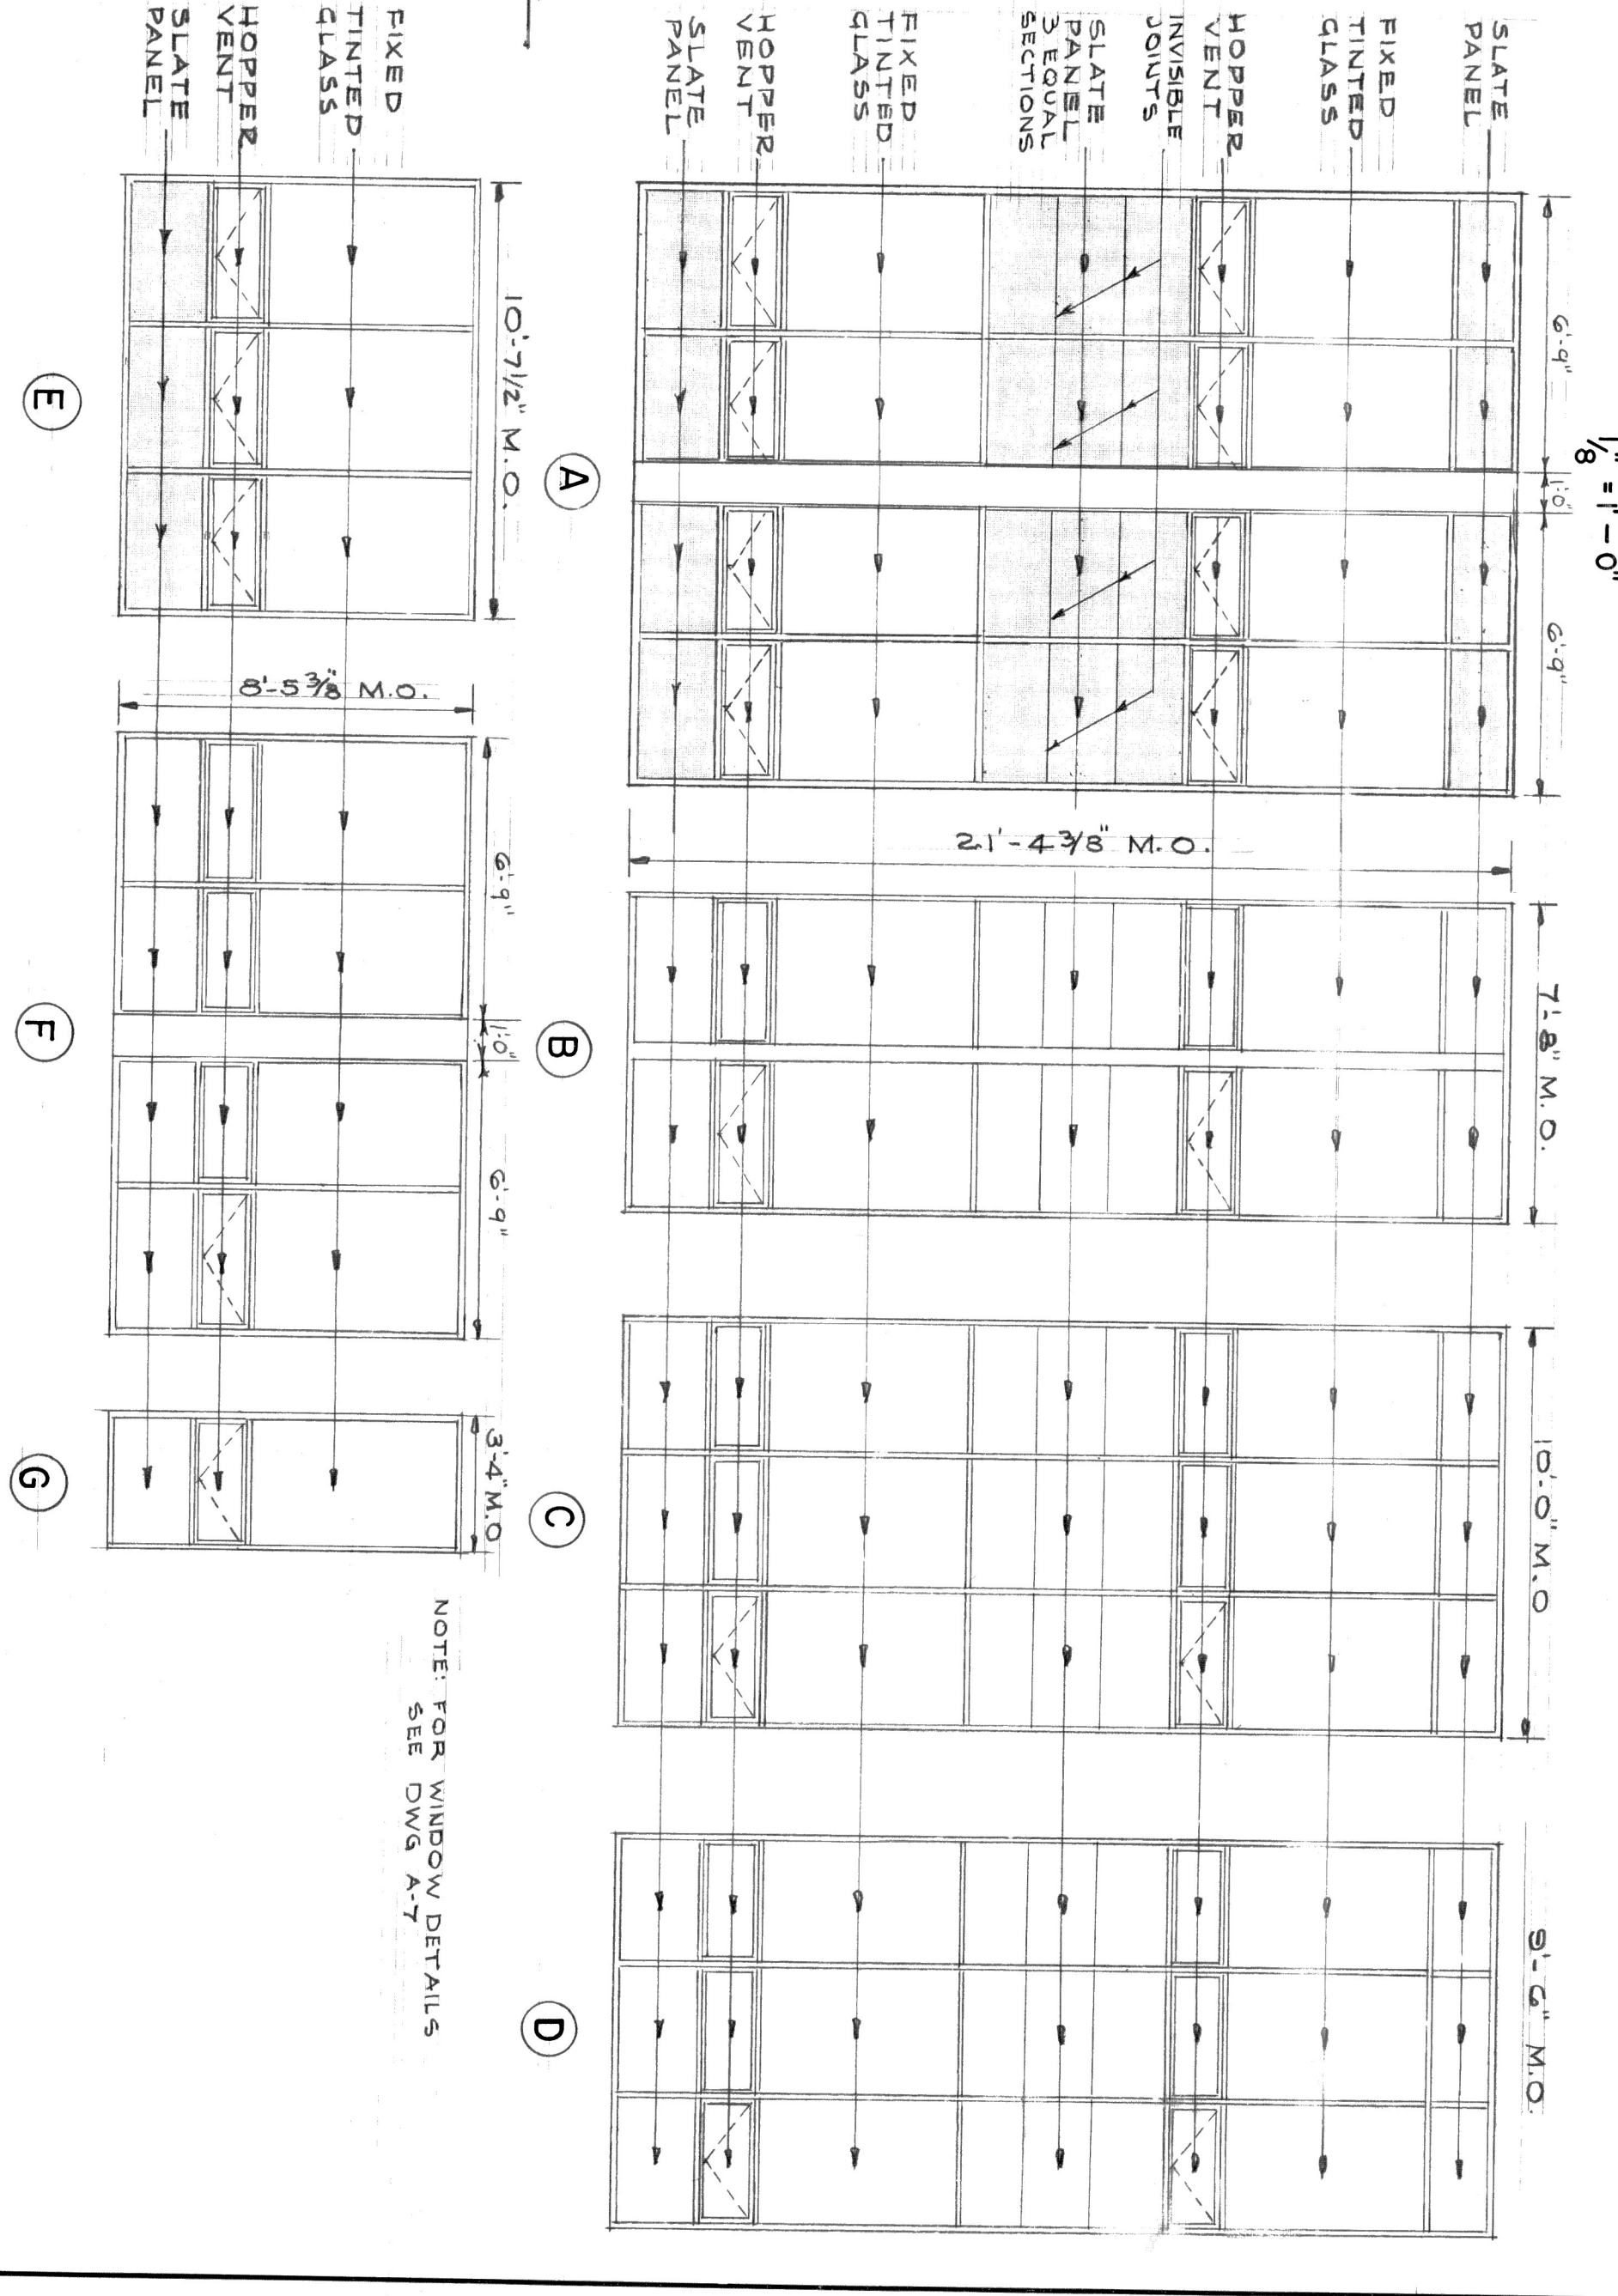 1/8" = 1'-0"
6'-9"
1'-0"
6'-9"
7'-8" M.O.
10'-0" M.O
9'-6" M.O.
SLATE
PANEL
FIXED
TINTED
GLASS
HOPPER
VENT
INVISIBLE
JOINTS
SLATE
PANEL
3 EQUAL
SECTIONS
FIXED
TINTED
GLASS
HOPPER
VENT
SLATE
PANEL
21'-4 3/8" M.O.
A
B
C
D
10'-7 1/2" M.O.
6'-9"
1'-0"
6'-9"
3'-4" M.O
FIXED
TINTED
GLASS
HOPPER
VENT
SLATE
PANEL
8'-5 3/8" M.O.
NOTE: FOR WINDOW DETAILS
SEE DWG A-7
E
F
G